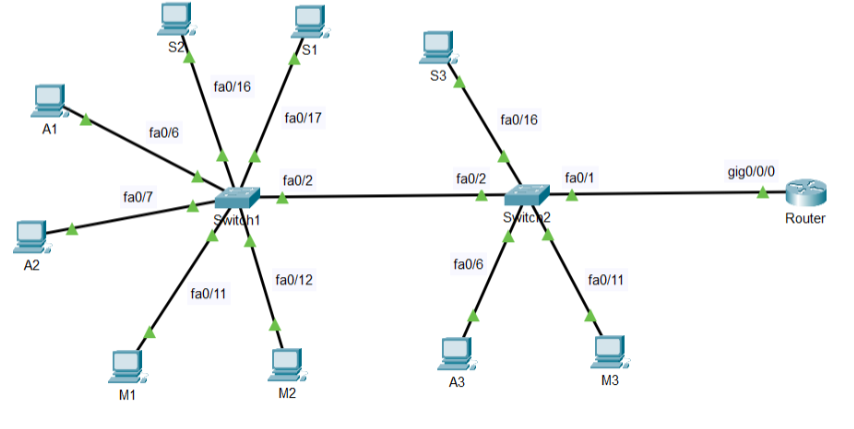 S2
S1
S3
fa0/16
A1
fa0/17
fa0/16
fa0/6
fa0/7
fa0/2
fa0/2
fa0/1
gig0/0/0
Switch1
Switch2
Router
A2
fa0/6
fa0/11
fa0/12
fa0/11
M1
M2
A3
M3